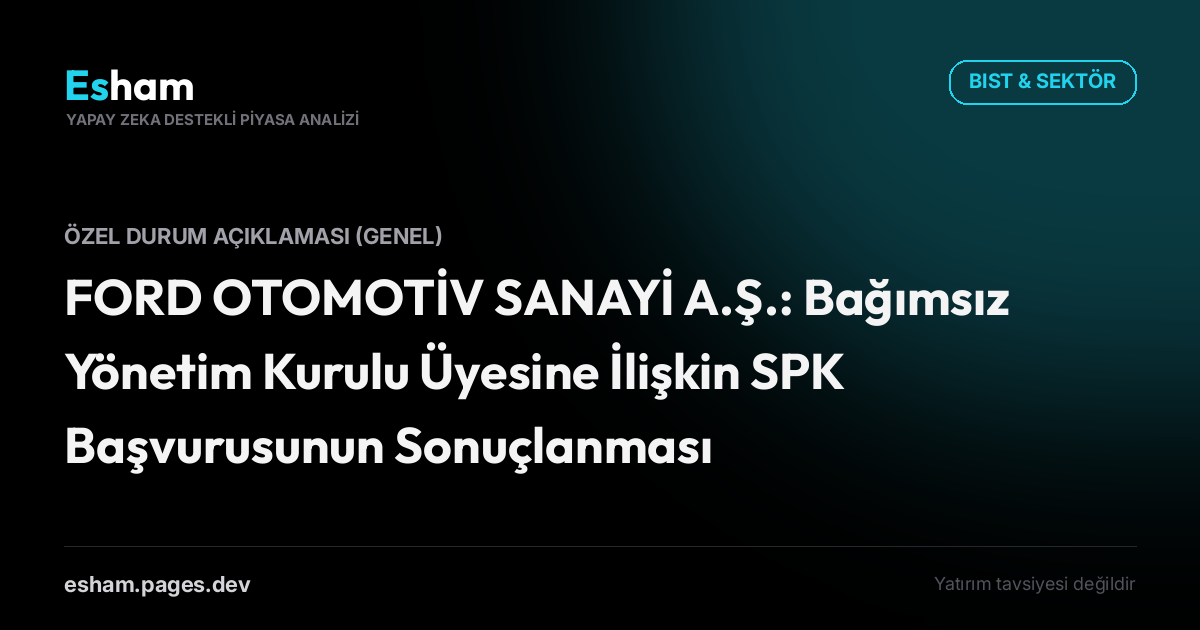 Esham
YAPAY ZEKA DESTEKLİ PİYASA ANALİZİ
BIST & SEKTÖR
ÖZEL DURUM AÇIKLAMASI (GENEL)
FORD OTOMOTİV SANAYİ A.Ş.: Bağımsız
Yönetim Kurulu Üyesine İlişkin SPK
Başvurusunun Sonuçlanması
esham.pages.dev
Yatırım tavsiyesi değildir